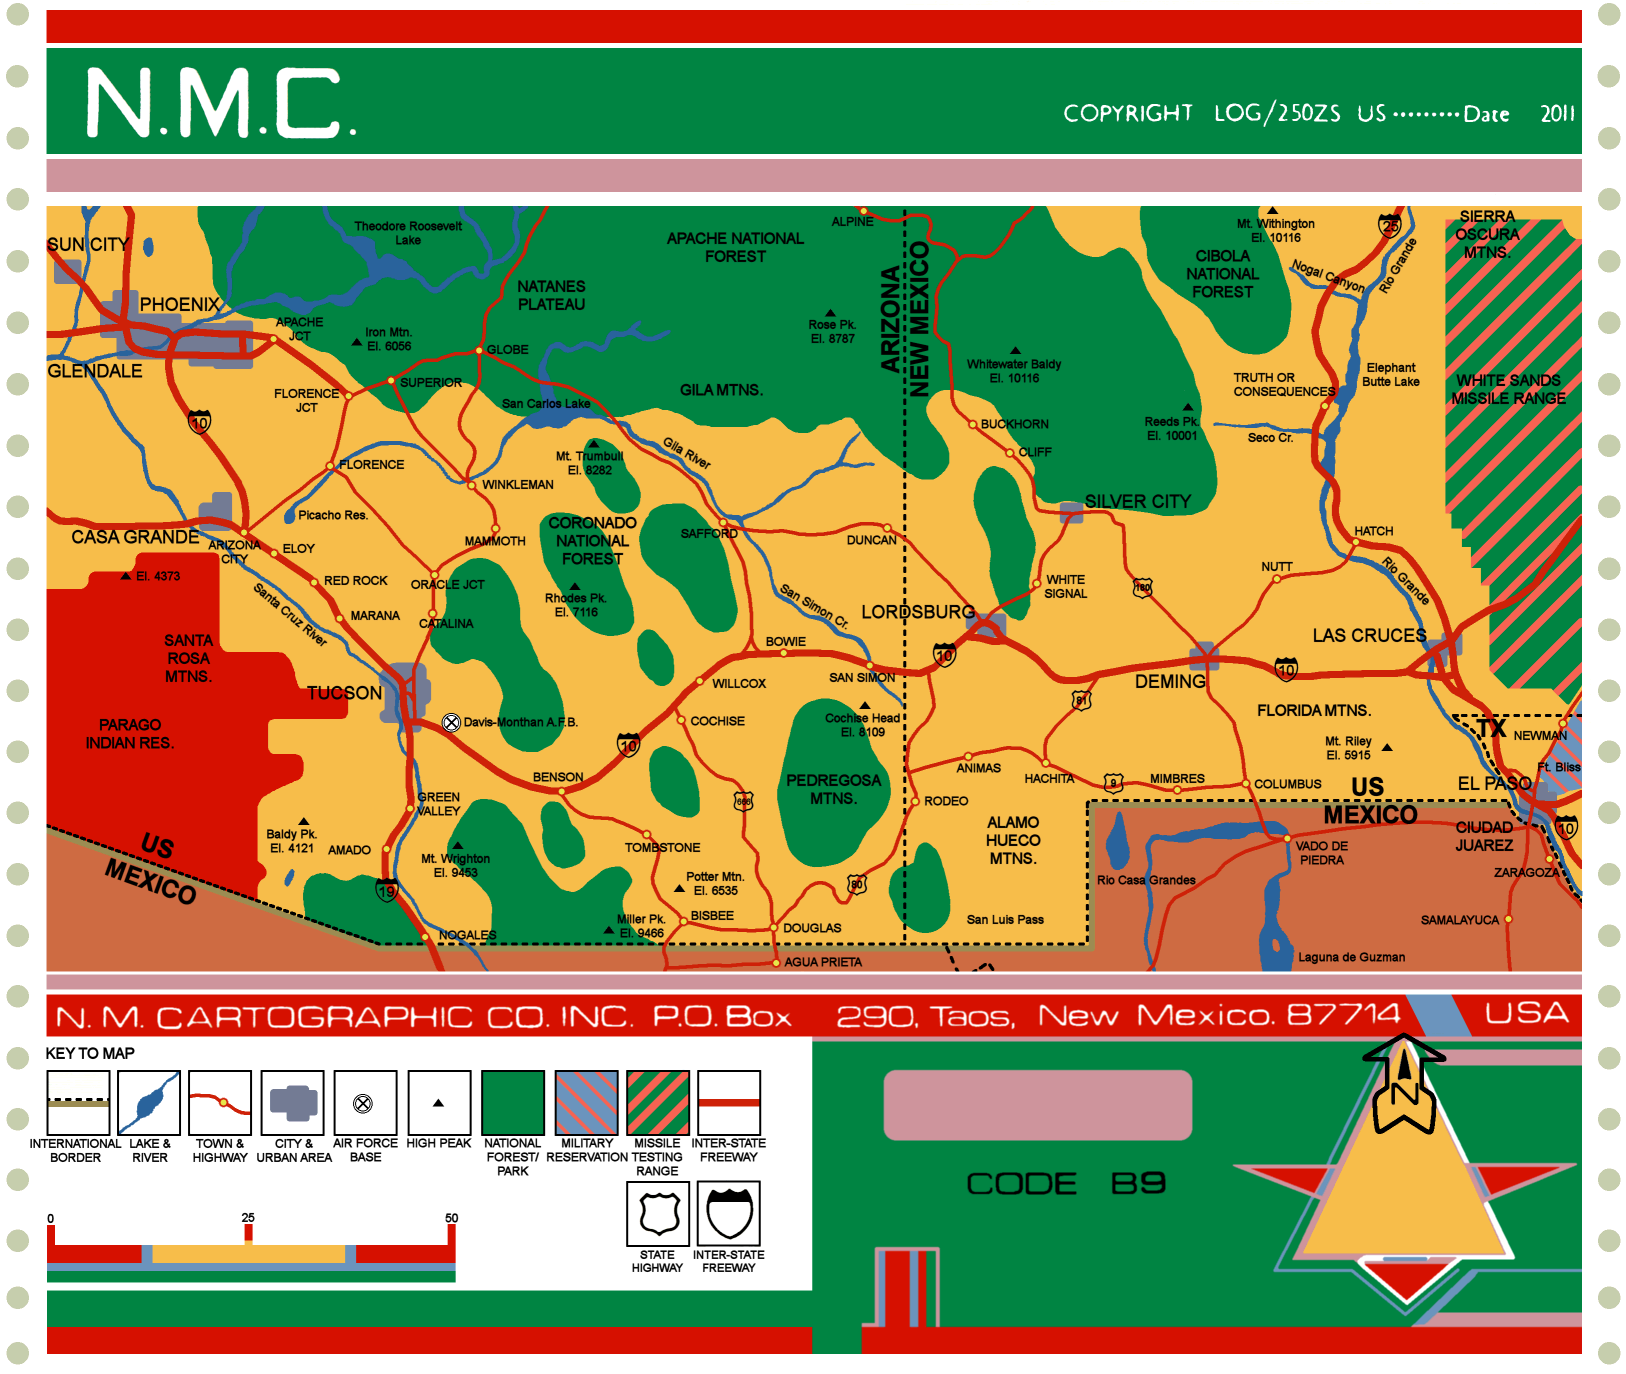 N.M.C.
COPYRIGHT LOG/250ZS US ········· Date 2011
SUN CITY
PHOENIX
GLENDALE
Theodore Roosevelt
Lake
APACHE
JCT
Iron Mtn.
El. 6056
FLORENCE
JCT
SUPERIOR
GLOBE
NATANES
PLATEAU
APACHE NATIONAL
FOREST
ALPINE
Rose Pk.
El. 8787
ARIZONA
NEW MEXICO
GILA MTNS.
San Carlos Lake
Whitewater Baldy
El. 10116
Mt. Withington
El. 10116
CIBOLA
NATIONAL
FOREST
Nogal Canyon
25
Rio Grande
SIERRA
OSCURA
MTNS.
WHITE SANDS
MISSILE RANGE
Elephant
Butte Lake
TRUTH OR
CONSEQUENCES
Seco Cr.
Reeds Pk.
El. 10001
BUCKHORN
CLIFF
SILVER CITY
10
FLORENCE
Picacho Res.
CASA GRANDE
ARIZONA
CITY
ELOY
El. 4373
RED ROCK
MARANA
Santa Cruz River
WINKLEMAN
MAMMOTH
ORACLE JCT
CATALINA
Mt. Trumbull
El. 8282
Gila River
CORONADO
NATIONAL
FOREST
Rhodes Pk.
El. 7116
SAFFORD
DUNCAN
San Simon Cr.
WHITE
SIGNAL
180
LORDSBURG
NUTT
HATCH
Rio Grande
LAS CRUCES
SANTA
ROSA
MTNS.
PARAGO
INDIAN RES.
TUCSON
Davis-Monthan A.F.B.
BOWIE
WILLCOX
SAN SIMON
COCHISE
Cochise Head
El. 8109
10
10
81
DEMING
10
FLORIDA MTNS.
Mt. Riley
El. 5915
TX
NEWMAN
Ft. Bliss
EL PASO
10
BENSON
GREEN
VALLEY
Baldy Pk.
El. 4121
AMADO
Mt. Wrighton
El. 9453
19
NOGALES
TOMBSTONE
666
PEDREGOSA
MTNS.
80
Potter Mtn.
El. 6535
Miller Pk.
El. 9466
BISBEE
DOUGLAS
AGUA PRIETA
ANIMAS
HACHITA
9
MIMBRES
COLUMBUS
RODEO
ALAMO
HUECO
MTNS.
San Luis Pass
US
MEXICO
US
MEXICO
Rio Casa Grandes
VADO DE
PIEDRA
CIUDAD
JUAREZ
ZARAGOZA
SAMALAYUCA
Laguna de Guzman
N. M. CARTOGRAPHIC CO. INC. P.O. Box 290, Taos, New Mexico. 87714 USA
KEY TO MAP
INTERNATIONAL
BORDER
LAKE &
RIVER
TOWN &
HIGHWAY
CITY &
URBAN AREA
AIR FORCE
BASE
HIGH PEAK
NATIONAL
FOREST/
PARK
MILITARY
RESERVATION
MISSILE
TESTING
RANGE
INTER-STATE
FREEWAY
STATE
HIGHWAY
INTER-STATE
FREEWAY
0 25 50
CODE B9
N